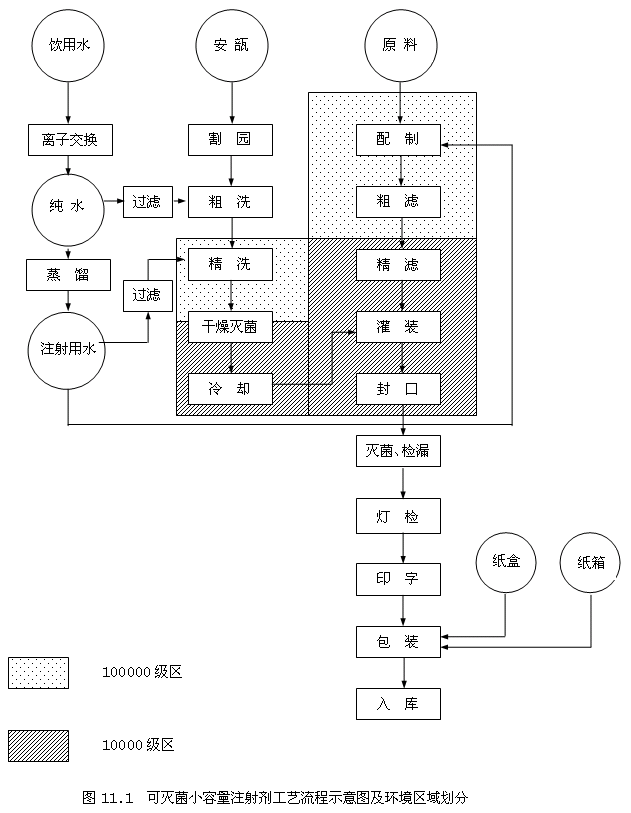 饮用水
安 瓿
原 料
离子交换
割 园
配 制
纯 水
过滤
粗 洗
粗 滤
蒸 馏
过滤
精 洗
精 滤
注射用水
干燥灭菌
灌 装
冷 却
封 口
灭菌、检漏
灯 检
印 字
纸盒
纸箱
包 装
入 库
100000级区
10000级区
图 11.1 可灭菌小容量注射剂工艺流程示意图及环境区域划分